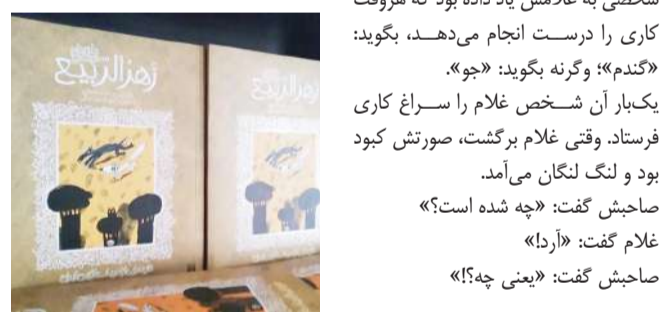 شخصی به غلامش یاد داده بود که هروقت
کاری را درست انجام می‌دهد، بگوید:
«گندم»؛ وگرنه بگوید: «جو».
یک‌بار آن شخص غلام را سراغ کاری
فرستاد. وقتی غلام برگشت، صورتش کبود
بود و لنگ لنگان می‌آمد.
صاحبش گفت: «چه شده است؟»
غلام گفت: «آرد!»
صاحبش گفت: «یعنی چه؟!»
زهرالربیع
زهرالربیع